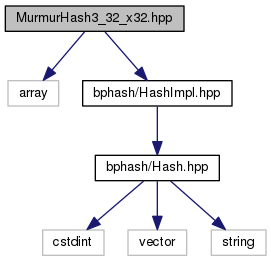 MurmurHash3_32_x32.hpp
array
bphash/HashImpl.hpp
bphash/Hash.hpp
cstdint
vector
string